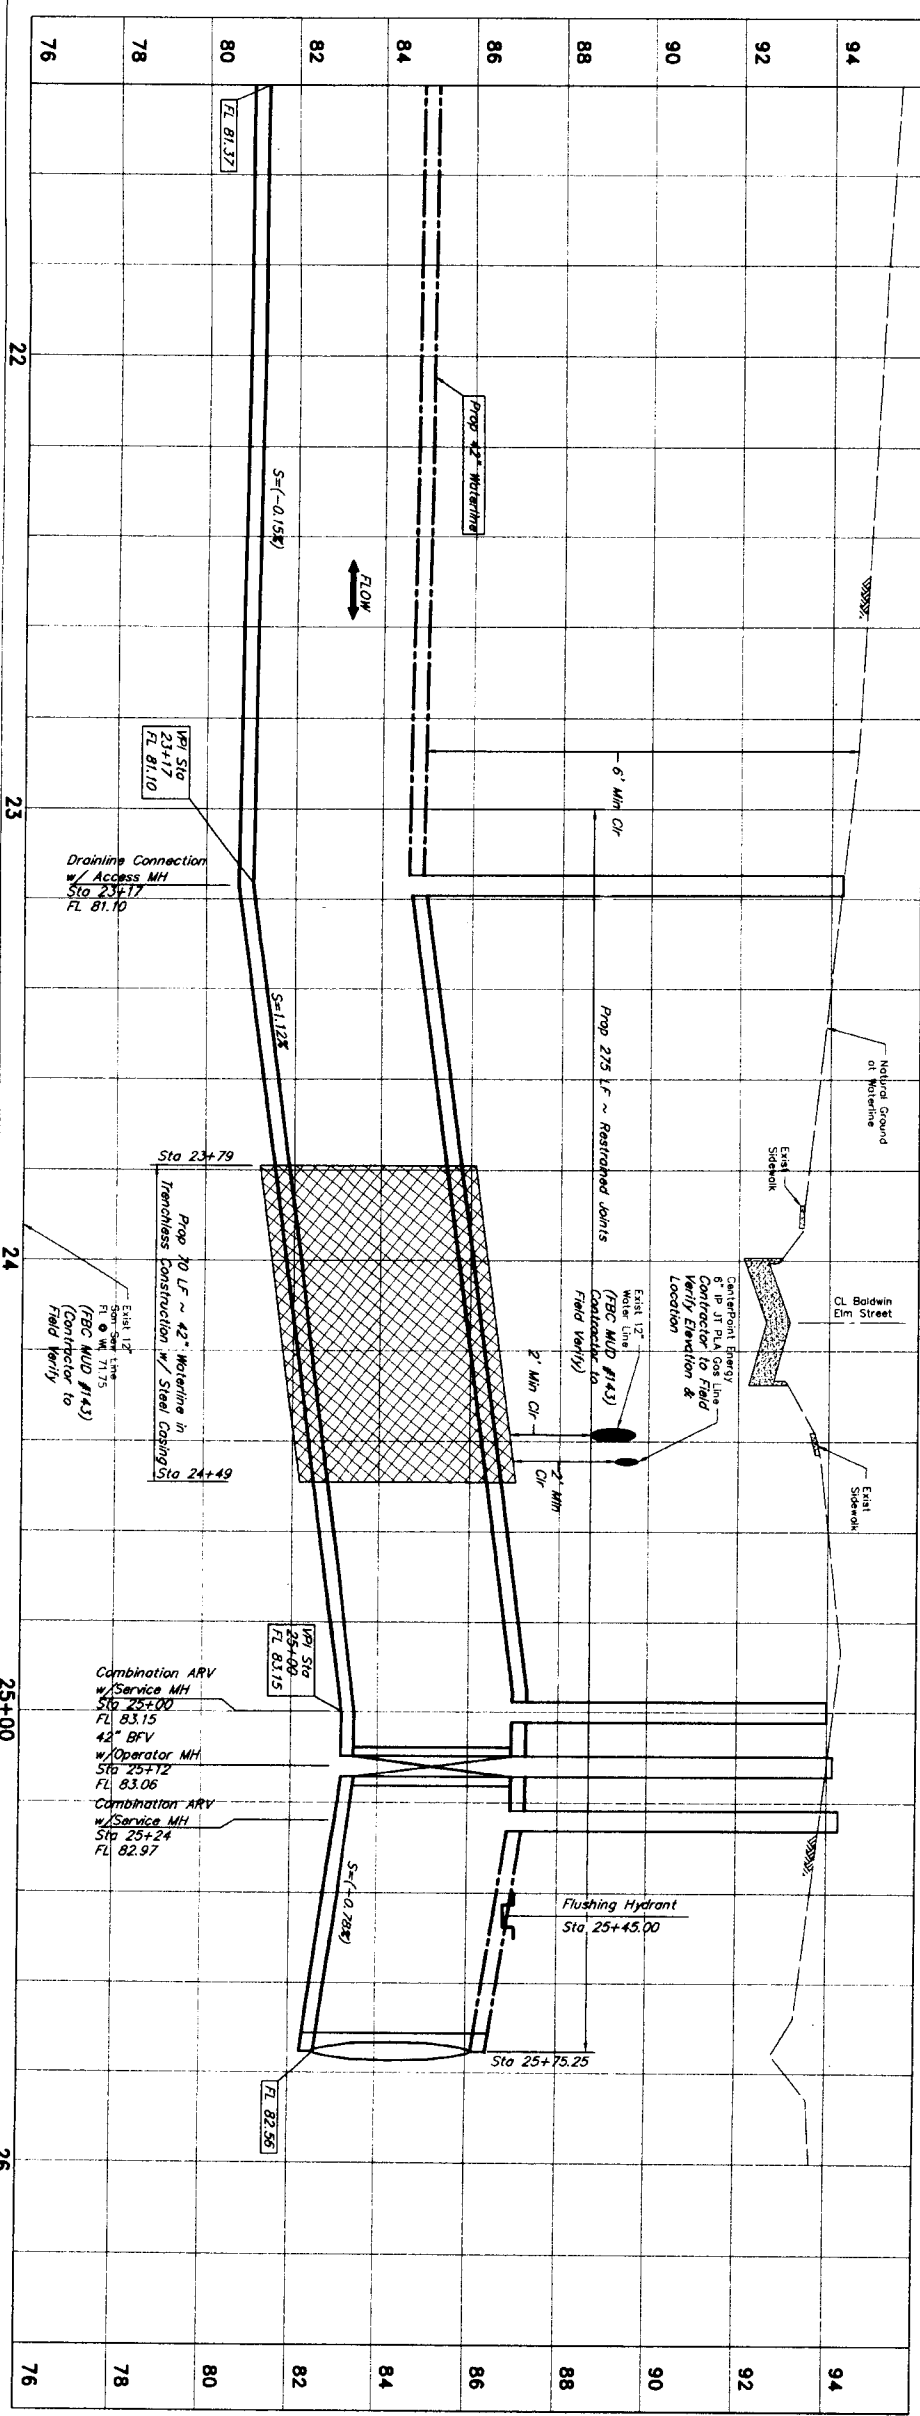 76
78
80
82
84
86
88
90
92
94
FL 81.37
22
Prop 42" Waterline
S=(-0.15%)
FLOW
VPI Sta
23+17
FL 81.10
23
6' Min Clr
Drainline Connection
w/ Access MH
Sta 23+17
FL 81.10
S=1.12%
Prop 275 LF ~ Restrained Joints
Natural Ground
at Waterline
Exist
Sidewalk
Sta 23+79
Prop 70 LF ~ 42" Waterline in
Trenchless Construction w/ Steel Casing
Sta 24+49
24
Exist 12"
San Sew Line
FL @ WL 71.75
(FBC MUD #143)
(Contractor to
Field Verify
Exist 12"
Water Line
(FBC MUD #143)
Contractor to
Field Verify)
CenterPoint Energy
6" IP JT PLA Gas Line
Contractor to Field
Verify Elevation &
Location
CL Baldwin
Elm Street
2' Min Clr
2' Min
Clr
Exist
Sidewalk
VPI Sta
25+00
FL 83.15
25+00
Combination ARV
w/Service MH
Sta 25+00
FL 83.15
42" BFV
w/Operator MH
Sta 25+12
FL 83.06
Combination ARV
w/Service MH
Sta 25+24
FL 82.97
S=(-0.78%)
Flushing Hydrant
Sta 25+45.00
Sta 25+75.25
FL 82.56
26
76
78
80
82
84
86
88
90
92
94